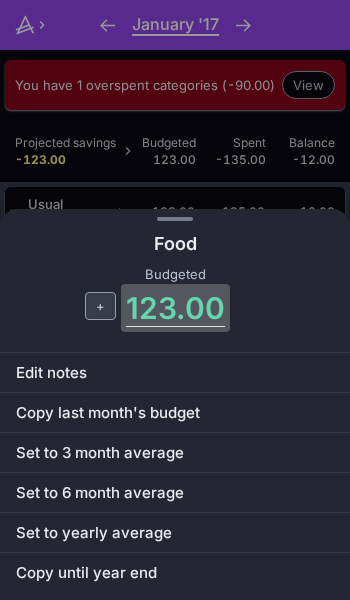 January '17
You have 1 overspent categories (-90.00) View
Projected savings Budgeted Spent Balance
-123.00 123.00 -135.00 -12.00
Usual
Food
Budgeted
+ 123.00
Edit notes
Copy last month's budget
Set to 3 month average
Set to 6 month average
Set to yearly average
Copy until year end